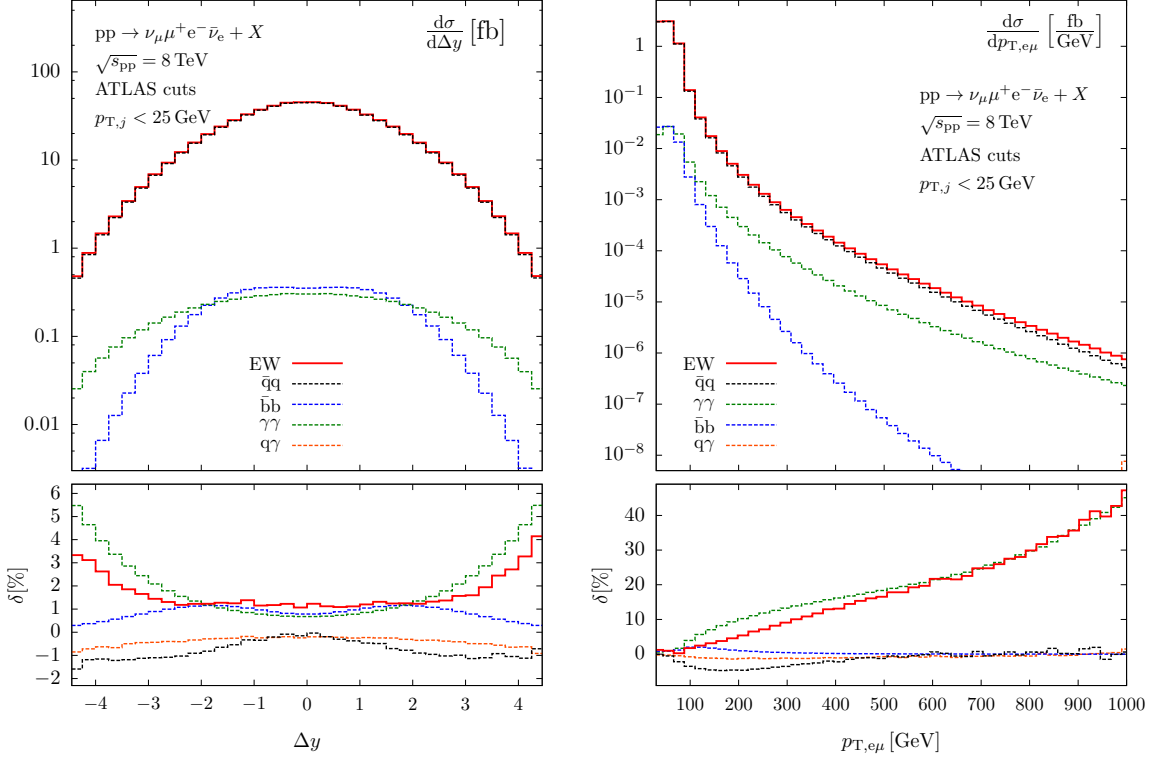 pp → ν_μ μ⁺ e⁻ ν̄_e + X
√s_pp = 8 TeV
ATLAS cuts
p_T,j < 25 GeV
dσ/dΔy [fb]
100
10
1
0.1
0.01
EW
q̄q
b̄b
γγ
qγ
δ[%]
6
5
4
3
2
1
0
−1
−2
−4 −3 −2 −1 0 1 2 3 4
Δy
dσ/dp_T,eμ [fb/GeV]
pp → ν_μ μ⁺ e⁻ ν̄_e + X
√s_pp = 8 TeV
ATLAS cuts
p_T,j < 25 GeV
1
10⁻¹
10⁻²
10⁻³
10⁻⁴
10⁻⁵
10⁻⁶
10⁻⁷
10⁻⁸
EW
q̄q
γγ
b̄b
qγ
δ[%]
40
30
20
10
0
100 200 300 400 500 600 700 800 900 1000
p_T,eμ [GeV]